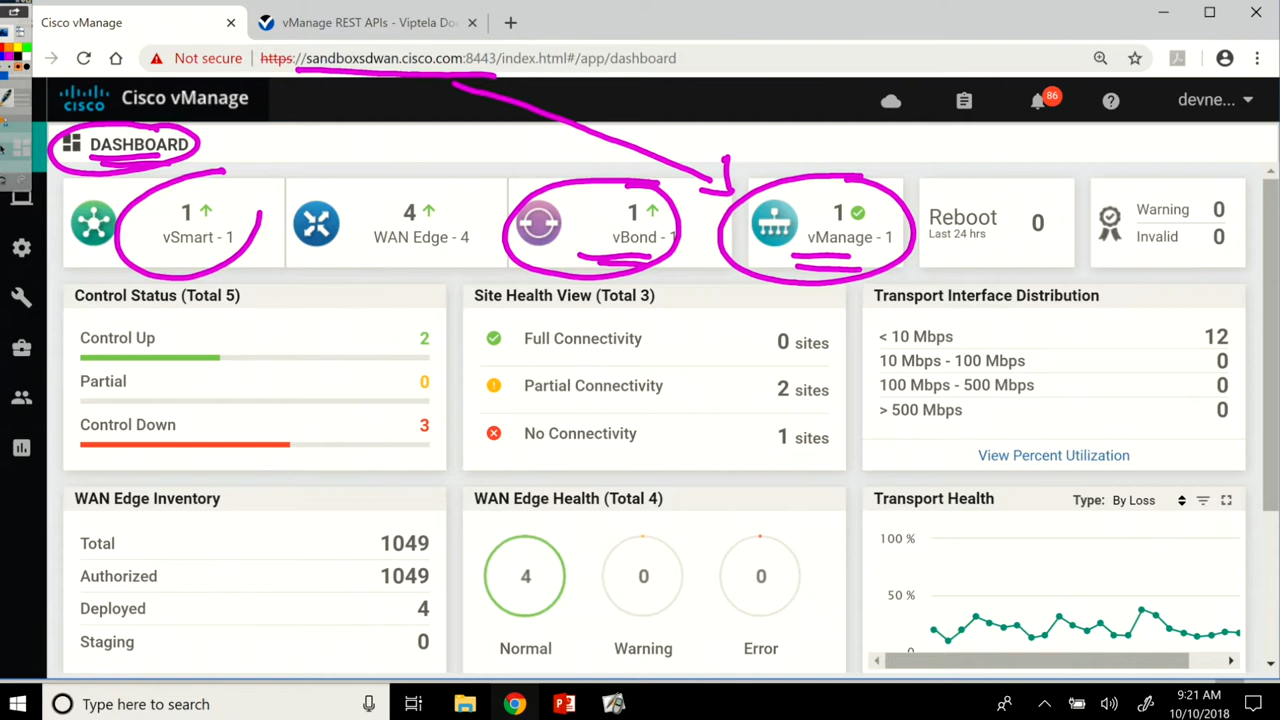 Cisco vManage
vManage REST APIs - Viptela Do
Not secure https://sandboxsdwan.cisco.com:8443/index.html#/app/dashboard
CISCO Cisco vManage 86 devne...
DASHBOARD
1
vSmart - 1
4
WAN Edge - 4
1
vBond - 1
1
vManage - 1
Reboot 0
Last 24 hrs
Warning 0
Invalid 0
Control Status (Total 5)
Control Up 2
Partial 0
Control Down 3
Site Health View (Total 3)
Full Connectivity 0 sites
Partial Connectivity 2 sites
No Connectivity 1 sites
Transport Interface Distribution
< 10 Mbps 12
10 Mbps - 100 Mbps 0
100 Mbps - 500 Mbps 0
> 500 Mbps 0
View Percent Utilization
WAN Edge Inventory
Total 1049
Authorized 1049
Deployed 4
Staging 0
WAN Edge Health (Total 4)
4 0 0
Normal Warning Error
Transport Health Type: By Loss
100 %
50 %
Type here to search
9:21 AM
10/10/2018